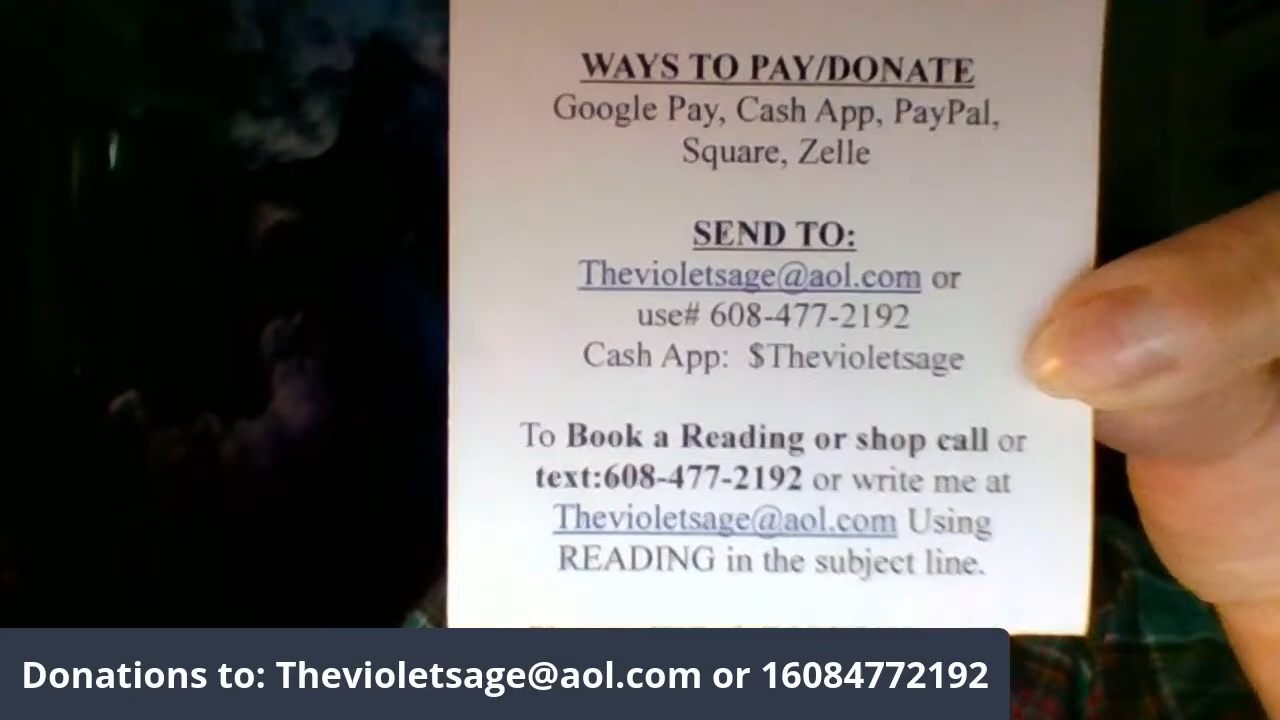 WAYS TO PAY/DONATE
Google Pay, Cash App, PayPal,
Square, Zelle
SEND TO:
Thevioletsage@aol.com or
use# 608-477-2192
Cash App: $Thevioletsage
To Book a Reading or shop call or
text:608-477-2192 or write me at
Thevioletsage@aol.com Using
READING in the subject line.
Donations to: Thevioletsage@aol.com or 16084772192